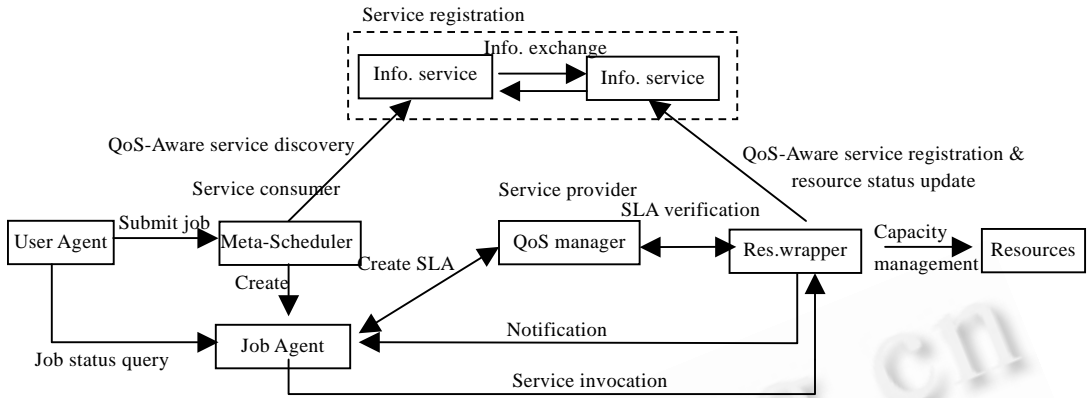 Service registration
Info. exchange
Info. service
Info. service
QoS-Aware service discovery
QoS-Aware service registration &
resource status update
Service consumer
Service provider
SLA verification
Submit job
User Agent
Meta-Scheduler
QoS manager
Res.wrapper
Capacity
management
Resources
Create SLA
Create
Job Agent
Notification
Job status query
Service invocation
cn